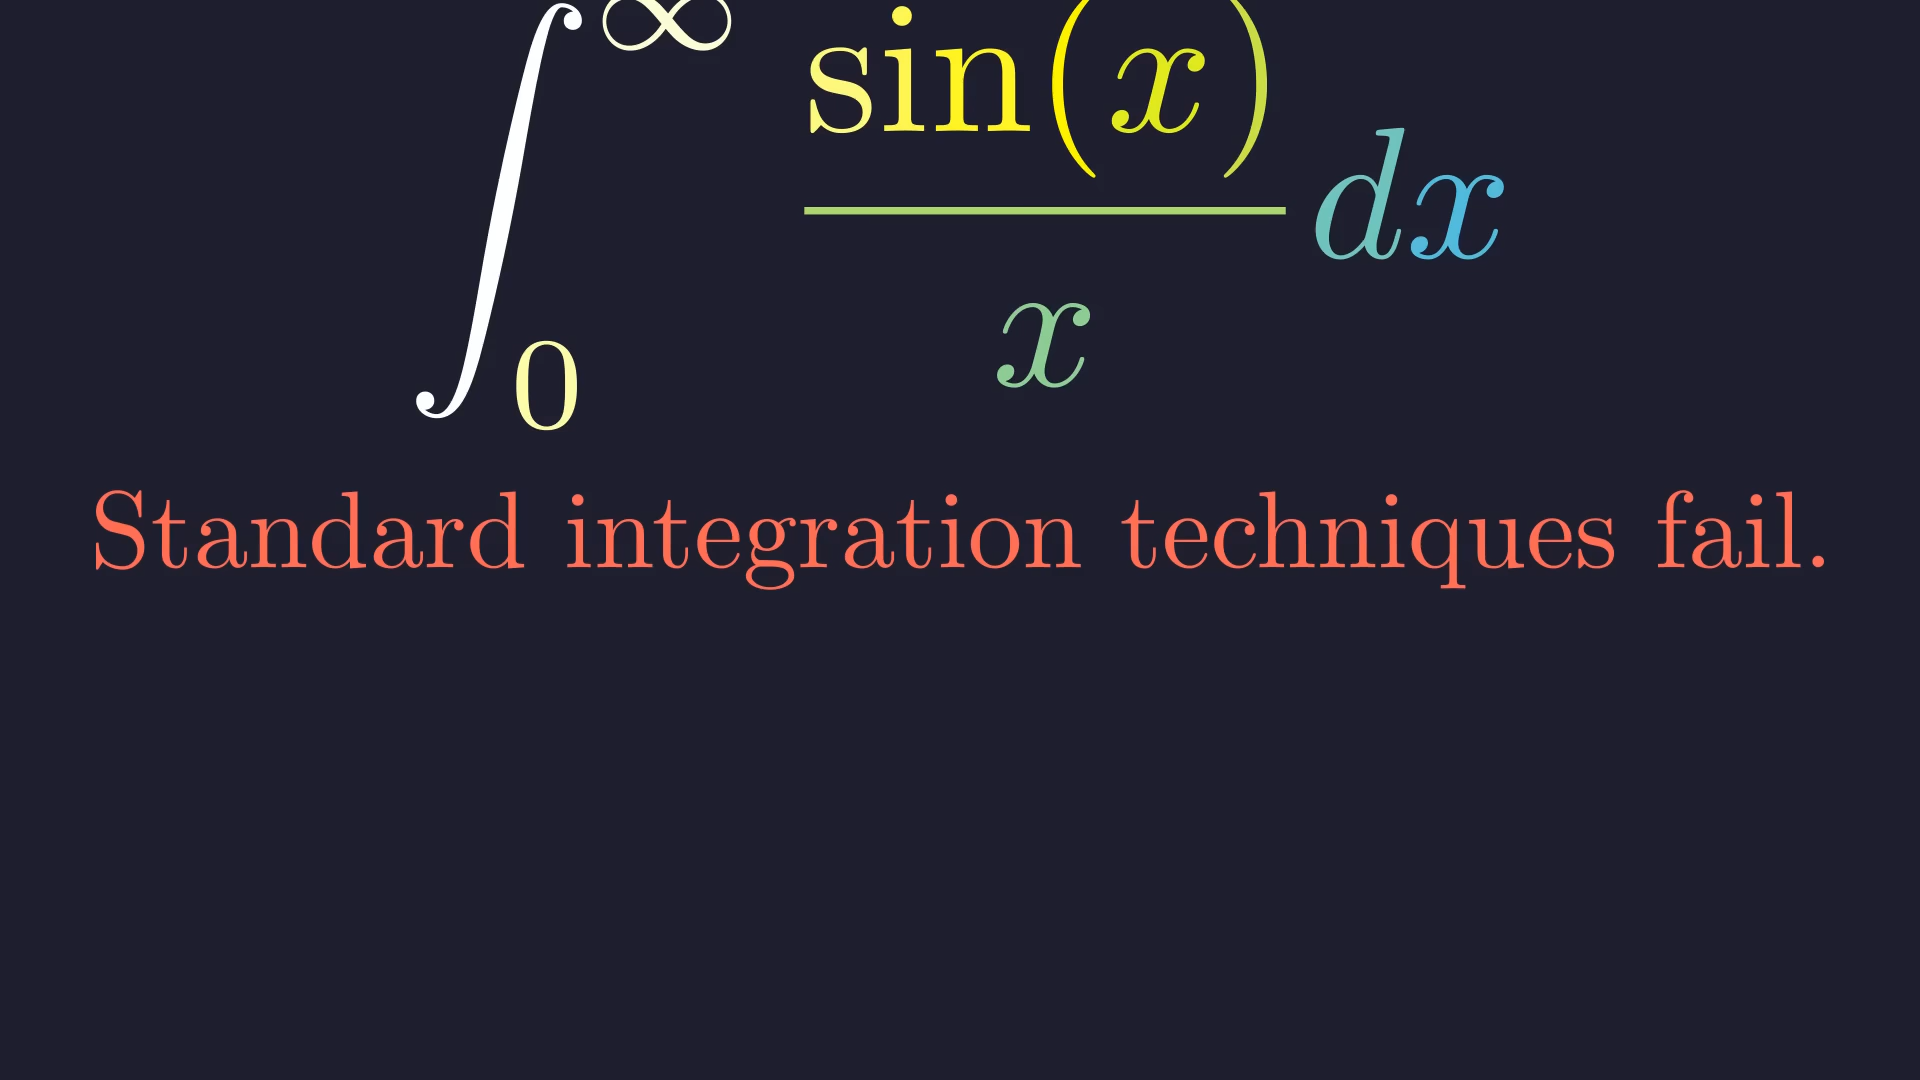 ∫₀^∞ sin(x)/x dx
Standard integration techniques fail.